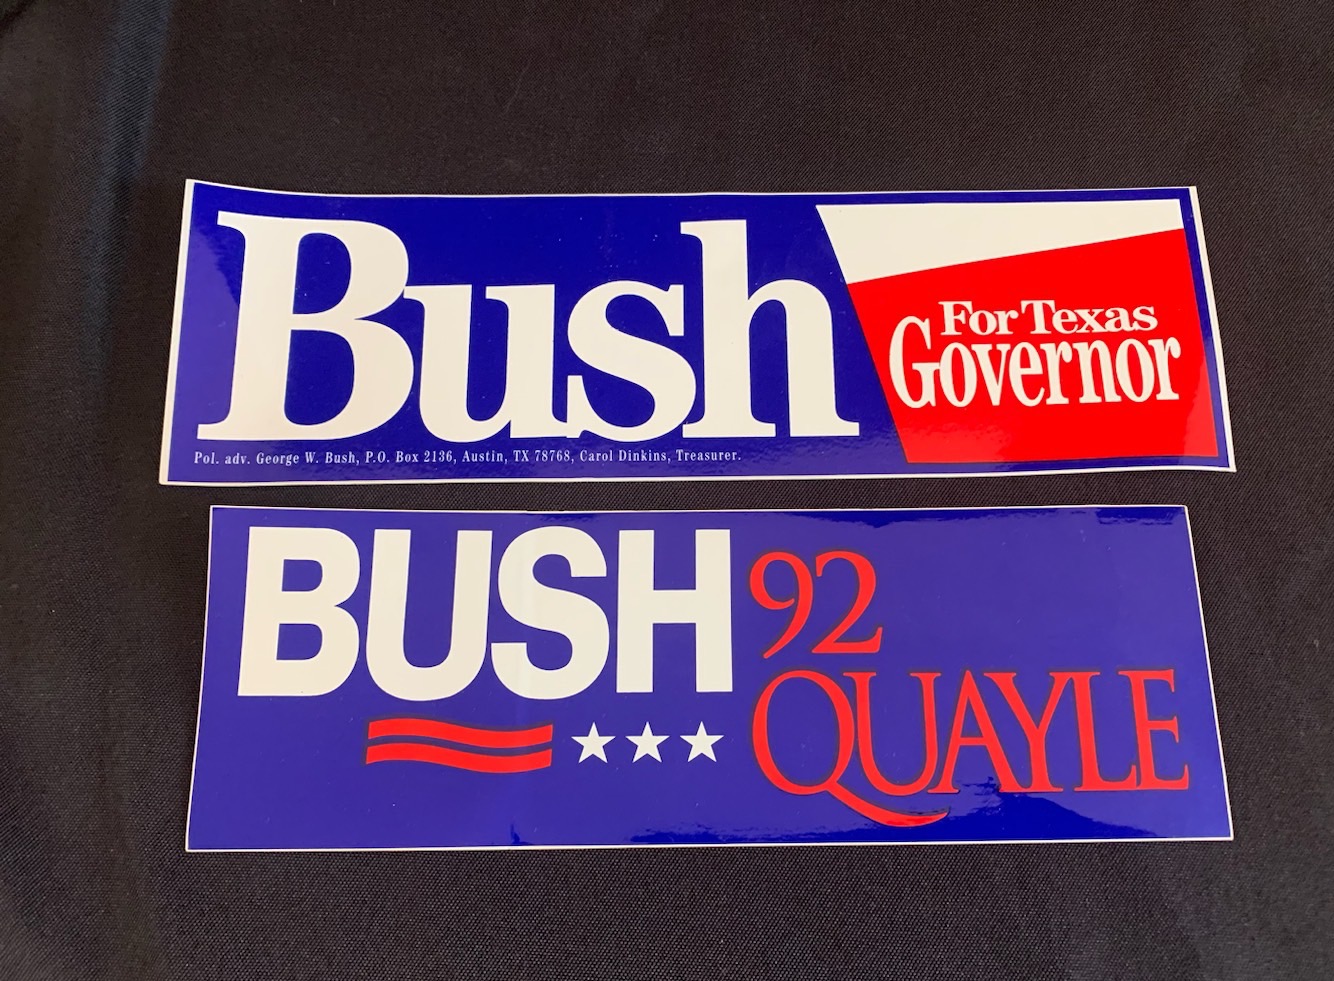 Bush
For Texas
Governor
Pol. adv. George W. Bush, P.O. Box 2136, Austin, TX 78768, Carol Dinkins, Treasurer.
BUSH 92
QUAYLE